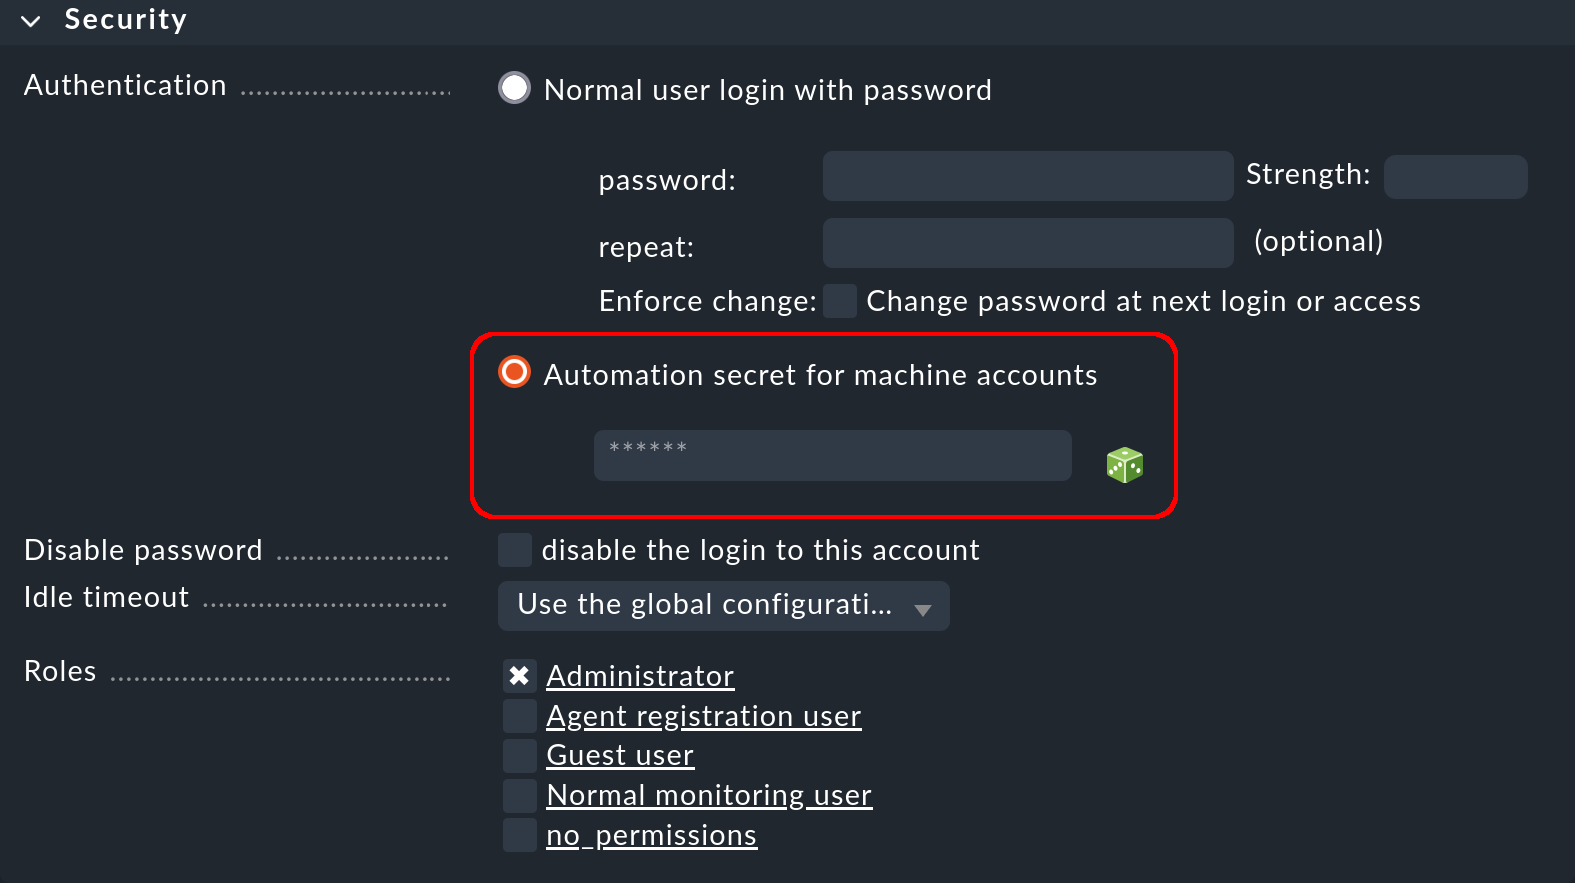 Security
Authentication ........................... Normal user login with password
password: Strength:
repeat: (optional)
Enforce change: Change password at next login or access
Automation secret for machine accounts
******
Disable password ...................... disable the login to this account
Idle timeout ............................... Use the global configurati...
Roles ........................................... Administrator
Agent registration user
Guest user
Normal monitoring user
no_permissions